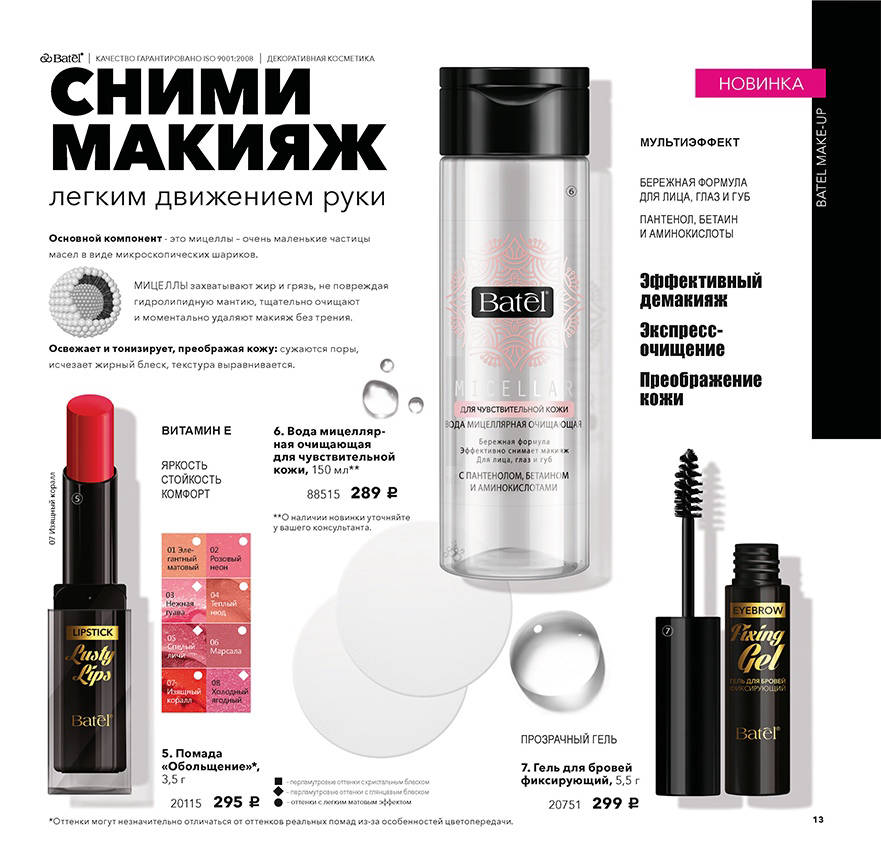 Batel® | КАЧЕСТВО ГАРАНТИРОВАНО ISO 9001:2008 | ДЕКОРАТИВНАЯ КОСМЕТИКА
СНИМИ
МАКИЯЖ
легким движением руки
Основной компонент - это мицеллы – очень маленькие частицы
масел в виде микроскопических шариков.
МИЦЕЛЛЫ захватывают жир и грязь, не повреждая
гидролипидную мантию, тщательно очищают
и моментально удаляют макияж без трения.
Освежает и тонизирует, преображая кожу: сужаются поры,
исчезает жирный блеск, текстура выравнивается.
НОВИНКА
BATEL MAKE-UP
МУЛЬТИЭФФЕКТ
БЕРЕЖНАЯ ФОРМУЛА
ДЛЯ ЛИЦА, ГЛАЗ И ГУБ
ПАНТЕНОЛ, БЕТАИН
И АМИНОКИСЛОТЫ
Эффективный
демакияж
Экспресс-
очищение
Преображение
кожи
6
Batel®
MICELLAR
ДЛЯ ЧУВСТВИТЕЛЬНОЙ КОЖИ
ВОДА МИЦЕЛЛЯРНАЯ ОЧИЩАЮЩАЯ
Бережная формула
Эффективно снимает макияж
Для лица, глаз и губ
С ПАНТЕНОЛОМ, БЕТАИНОМ
И АМИНОКИСЛОТАМИ
6. Вода мицелляр-
ная очищающая
для чувствительной
кожи, 150 мл**
88515 289 ₽
**О наличии новинки уточняйте
у вашего консультанта.
07 Изящный коралл
5
LIPSTICK
Lusty
Lips
Batel®
ВИТАМИН Е
ЯРКОСТЬ
СТОЙКОСТЬ
КОМФОРТ
01 Эле-
гантный
матовый
02
Розовый
неон
03
Нежная
гуава
04
Теплый
нюд
05
Спелый
личи
06
Марсала
07
Изящный
коралл
08
Холодный
ягодный
5. Помада
«Обольщение»*,
3,5 г
20115 295 ₽
- перламутровые оттенки с кристальным блеском
- перламутровые оттенки с глянцевым блеском
- оттенки с легким матовым эффектом
7
EYEBROW
Fixing
Gel
ГЕЛЬ ДЛЯ БРОВЕЙ
ФИКСИРУЮЩИЙ
Batel®
ПРОЗРАЧНЫЙ ГЕЛЬ
7. Гель для бровей
фиксирующий, 5,5 г
20751 299 ₽
*Оттенки могут незначительно отличаться от оттенков реальных помад из-за особенностей цветопередачи.
13